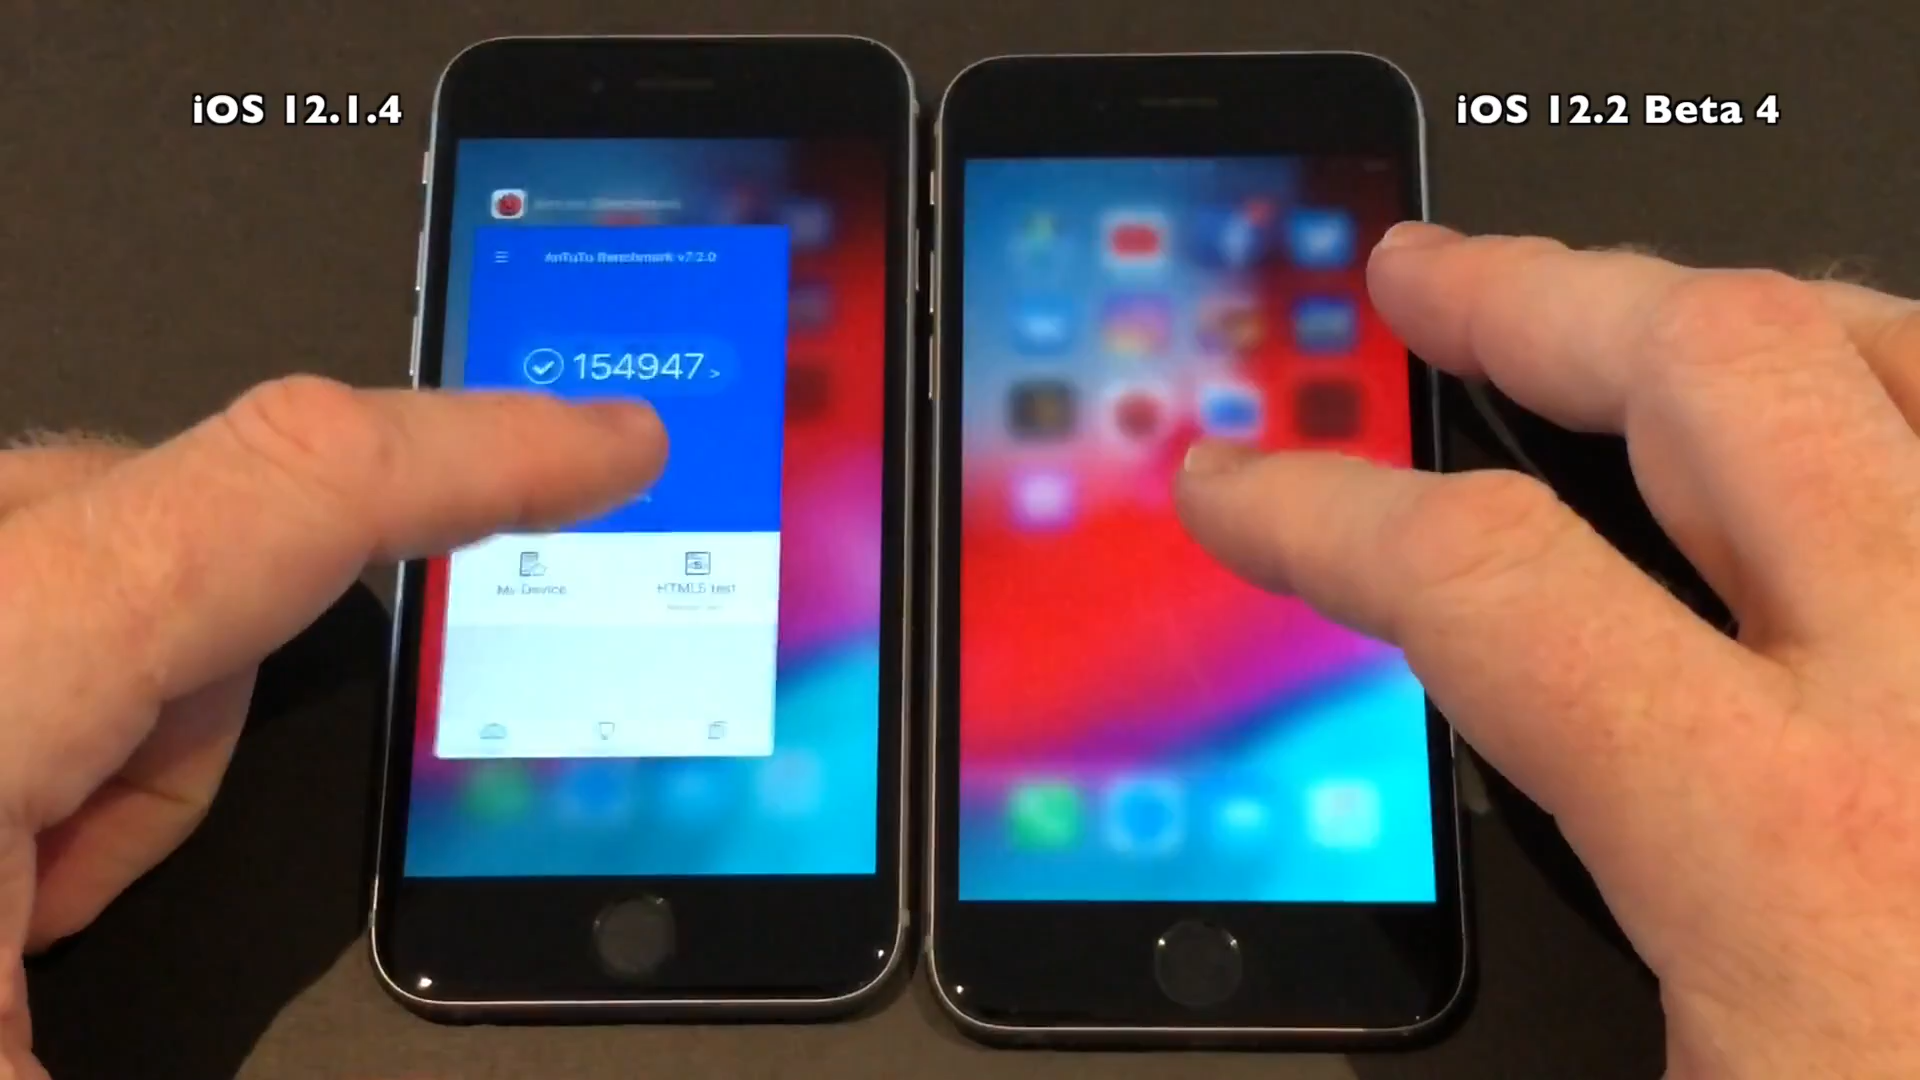 iOS 12.1.4
iOS 12.2 Beta 4
AnTuTu Benchmark v7.2.0
154947 >
My Device
HTML5 test